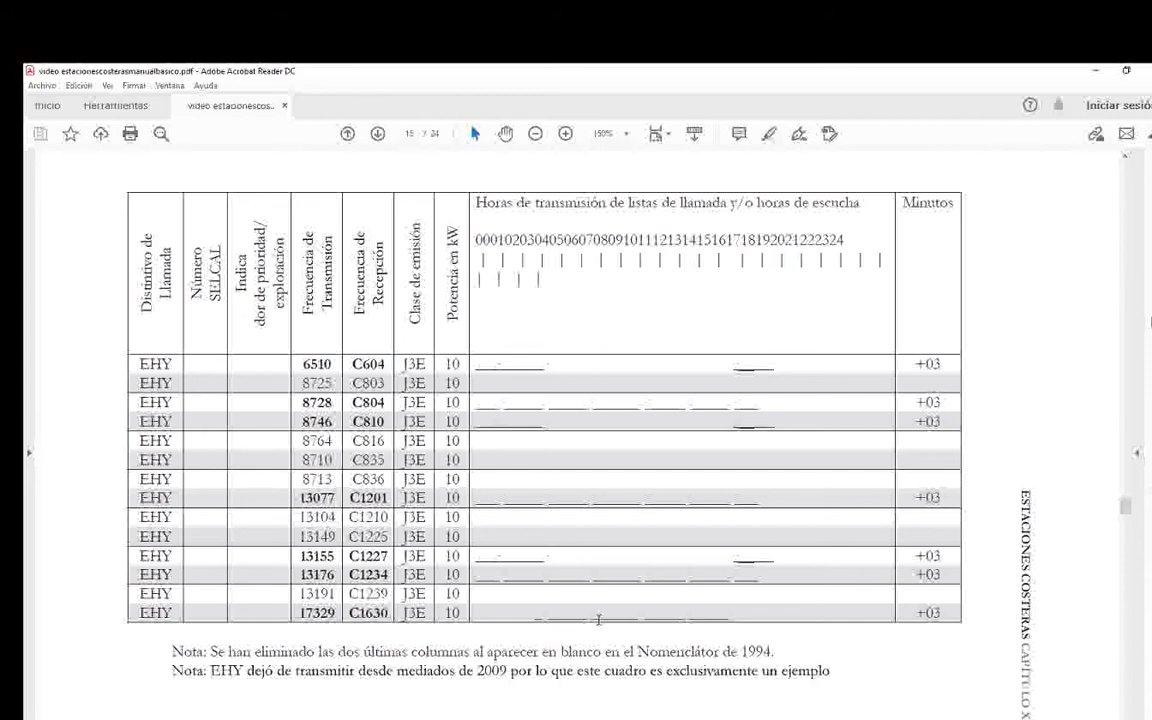 video estacionescosterasmanualbasico.pdf - Adobe Acrobat Reader DC
Archivo Edición Ver Firmar Ventana Ayuda
Inicio Herramientas video estacionescos... ×
15 / 24 150% Iniciar sesió
Distintivo de Llamada
Número SELCAL
Indica dor de prioridad/ explotación
Frecuencia de Transmisión
Frecuencia de Recepción
Clase de emisión
Potencia en kW
Horas de transmisión de listas de llamada y/o horas de escucha
Minutos
000102030405060708091011121314151617181920212223​24
EHY 6510 C604 J3E 10 +03
EHY 8725 C803 J3E 10
EHY 8728 C804 J3E 10 +03
EHY 8746 C810 J3E 10 +03
EHY 8764 C816 J3E 10
EHY 8710 C835 J3E 10
EHY 8713 C836 J3E 10
EHY 13077 C1201 J3E 10 +03
EHY 13104 C1210 J3E 10
EHY 13149 C1225 J3E 10
EHY 13155 C1227 J3E 10 +03
EHY 13176 C1234 J3E 10 +03
EHY 13191 C1239 J3E 10
EHY 17329 C1630 J3E 10 +03
Nota: Se han eliminado las dos últimas columnas al aparecer en blanco en el Nomenclátor de 1994.
Nota: EHY dejó de transmitir desde mediados de 2009 por lo que este cuadro es exclusivamente un ejemplo
ESTACIONES COSTERAS CAPÍTULO X